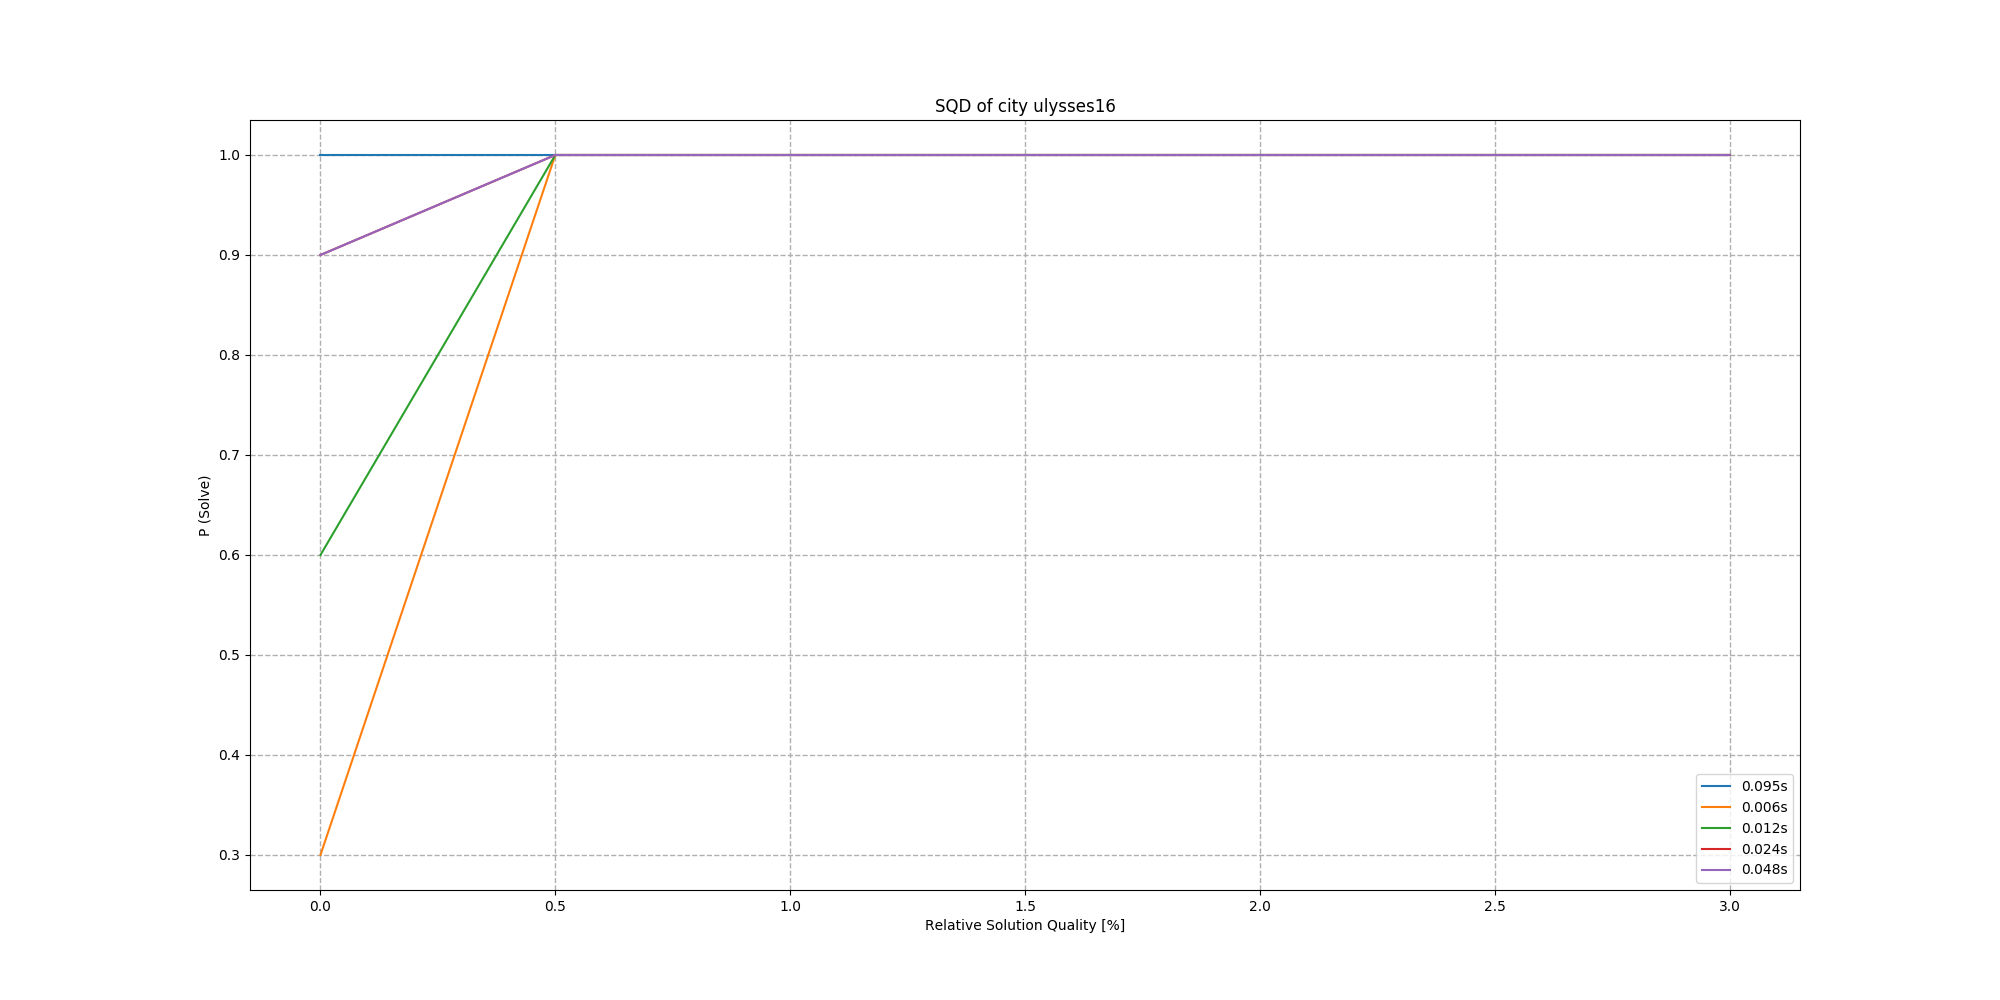 SQD of city ulysses16
1.0
0.9
0.8
0.7
0.6
0.5
0.4
0.3
P (Solve)
0.0 0.5 1.0 1.5 2.0 2.5 3.0
Relative Solution Quality [%]
0.095s
0.006s
0.012s
0.024s
0.048s